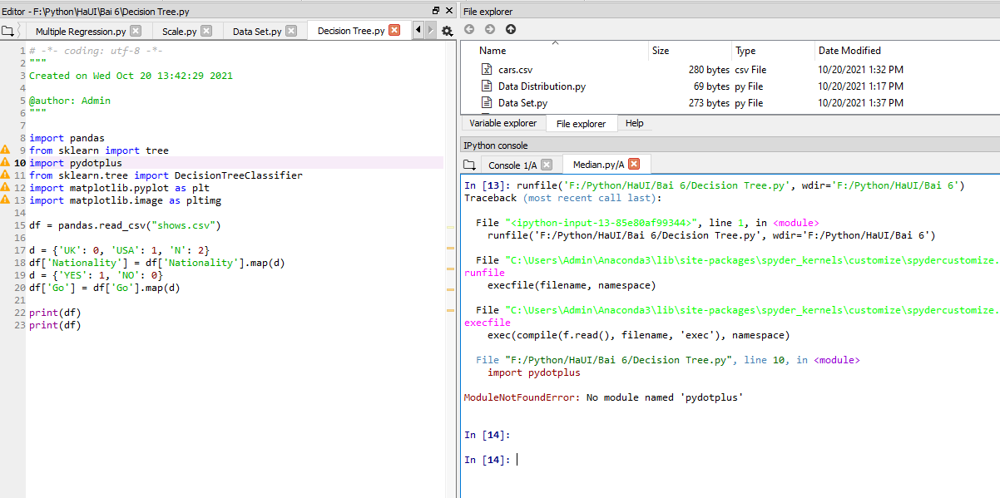 Editor - F:\Python\HaUI\Bai 6\Decision Tree.py
Multiple Regression.py
Scale.py
Data Set.py
Decision Tree.py
1 # -*- coding: utf-8 -*-
2 """
3 Created on Wed Oct 20 13:42:29 2021
4
5 @author: Admin
6 """
7
8 import pandas
9 from sklearn import tree
10 import pydotplus
11 from sklearn.tree import DecisionTreeClassifier
12 import matplotlib.pyplot as plt
13 import matplotlib.image as pltimg
14
15 df = pandas.read_csv("shows.csv")
16
17 d = {'UK': 0, 'USA': 1, 'N': 2}
18 df['Nationality'] = df['Nationality'].map(d)
19 d = {'YES': 1, 'NO': 0}
20 df['Go'] = df['Go'].map(d)
21
22 print(df)
23 print(df)
File explorer
Name Size Type Date Modified
cars.csv 280 bytes csv File 10/20/2021 1:32 PM
Data Distribution.py 69 bytes py File 10/20/2021 1:17 PM
Data Set.py 273 bytes py File 10/20/2021 1:37 PM
Variable explorer File explorer Help
IPython console
Console 1/A Median.py/A
In [13]: runfile('F:/Python/HaUI/Bai 6/Decision Tree.py', wdir='F:/Python/HaUI/Bai 6')
Traceback (most recent call last):
File "<ipython-input-13-85e80af99344>", line 1, in <module>
runfile('F:/Python/HaUI/Bai 6/Decision Tree.py', wdir='F:/Python/HaUI/Bai 6')
File "C:\Users\Admin\Anaconda3\lib\site-packages\spyder_kernels\customize\spydercustomize.
runfile
execfile(filename, namespace)
File "C:\Users\Admin\Anaconda3\lib\site-packages\spyder_kernels\customize\spydercustomize.
execfile
exec(compile(f.read(), filename, 'exec'), namespace)
File "F:/Python/HaUI/Bai 6/Decision Tree.py", line 10, in <module>
import pydotplus
ModuleNotFoundError: No module named 'pydotplus'
In [14]:
In [14]: